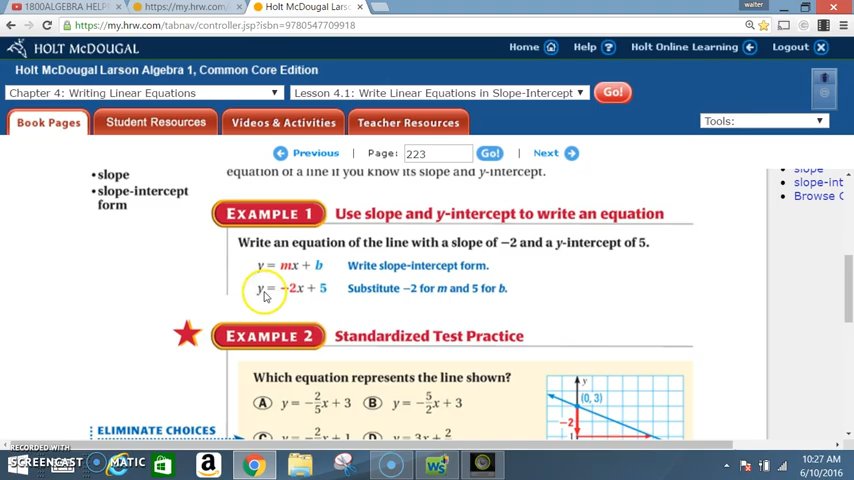 1800ALGEBRA HELP
https://my.hrw.com/tabnav/
Holt McDougal Lars
walter
https://my.hrw.com/tabnav/controller.jsp?isbn=9780547709918
HOLT McDOUGAL
Home
Help ?
Holt Online Learning
Logout
Holt McDougal Larson Algebra 1, Common Core Edition
Chapter 4: Writing Linear Equations
Lesson 4.1: Write Linear Equations in Slope-Intercept
Go!
Book Pages
Student Resources
Videos & Activities
Teacher Resources
Tools:
Previous | Page: 223 Go! | Next
equation of a line if you know its slope and y-intercept.
• slope
• slope-intercept
form
slope
slope-int
Browse C
EXAMPLE 1 Use slope and y-intercept to write an equation
Write an equation of the line with a slope of −2 and a y-intercept of 5.
y = mx + b Write slope-intercept form.
y = −2x + 5 Substitute −2 for m and 5 for b.
EXAMPLE 2 Standardized Test Practice
Which equation represents the line shown?
A y = −2/5x + 3 B y = −5/2x + 3
y
(0, 3)
−2
1
ELIMINATE CHOICES
RECORDED WITH
SCREENCAST MATIC
10:27 AM
6/10/2016